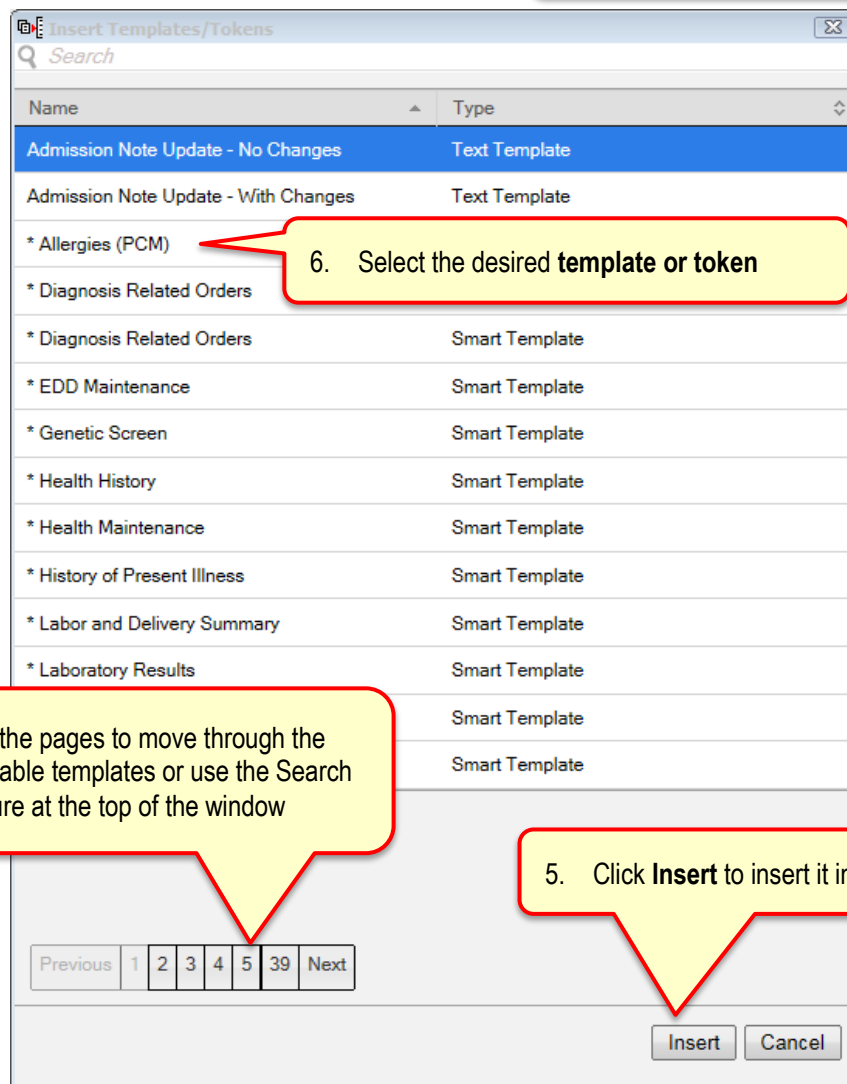 Insert Templates/Tokens
Search
Name Type
Admission Note Update - No Changes Text Template
Admission Note Update - With Changes Text Template
* Allergies (PCM)
6. Select the desired template or token
* Diagnosis Related Orders
* Diagnosis Related Orders Smart Template
* EDD Maintenance Smart Template
* Genetic Screen Smart Template
* Health History Smart Template
* Health Maintenance Smart Template
* History of Present Illness Smart Template
* Labor and Delivery Summary Smart Template
* Laboratory Results Smart Template
Smart Template
Smart Template
the pages to move through the
able templates or use the Search
ure at the top of the window
5. Click Insert to insert it in
Previous 1 2 3 4 5 39 Next
Insert Cancel